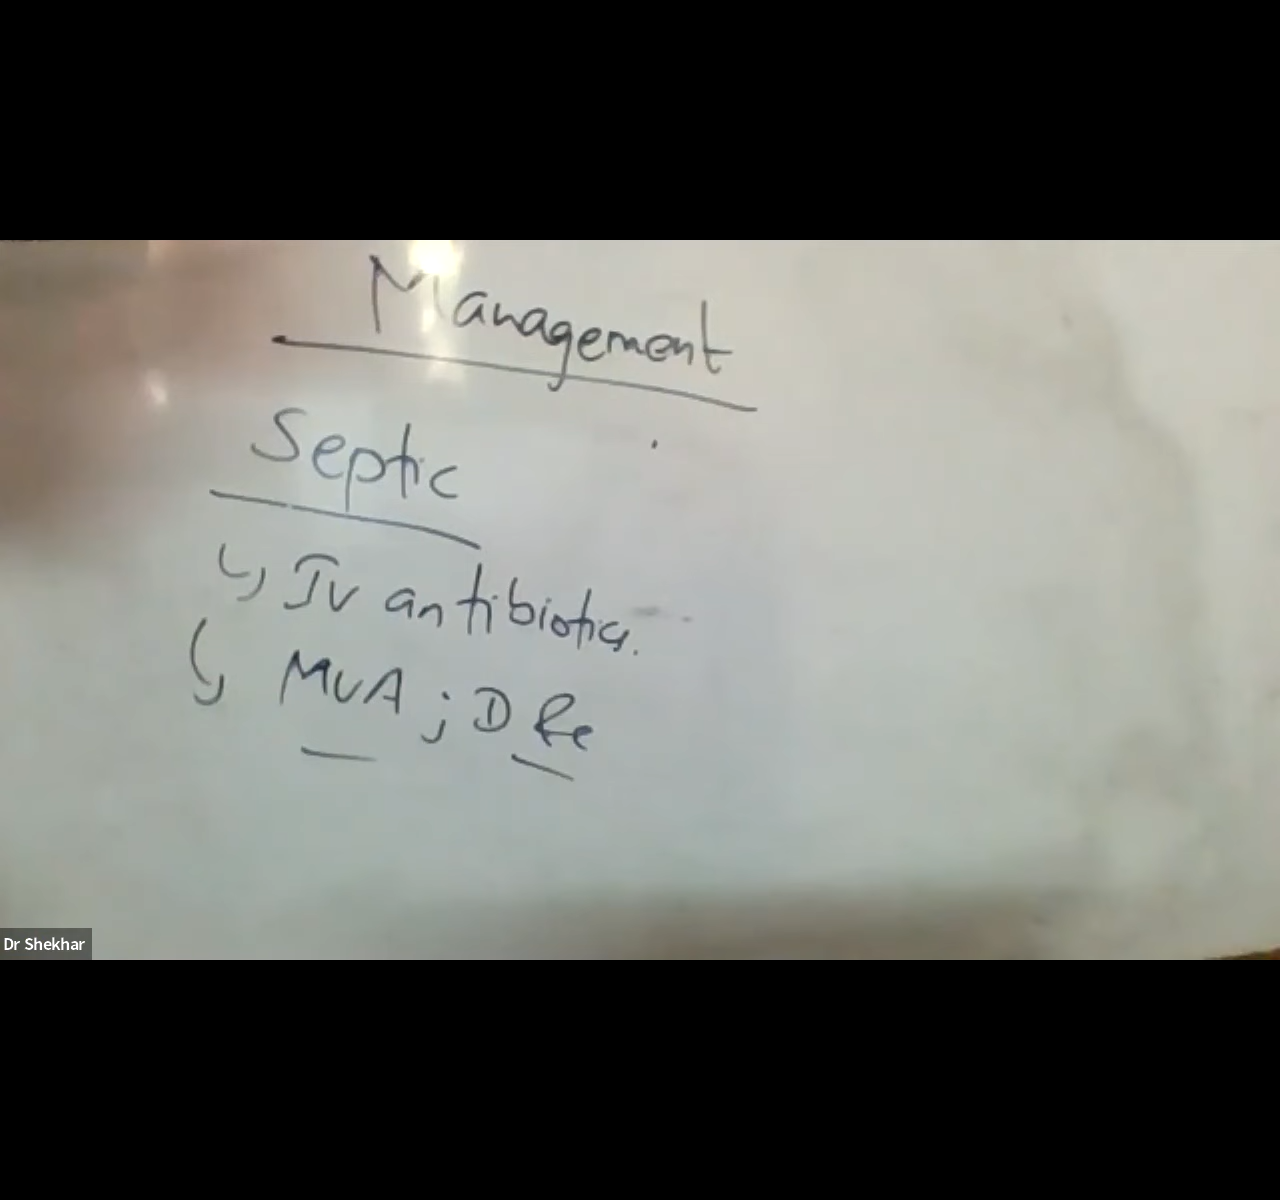 Management
Septic
↳ IV antibiotics.
↳ MVA ; D &e
Dr Shekhar